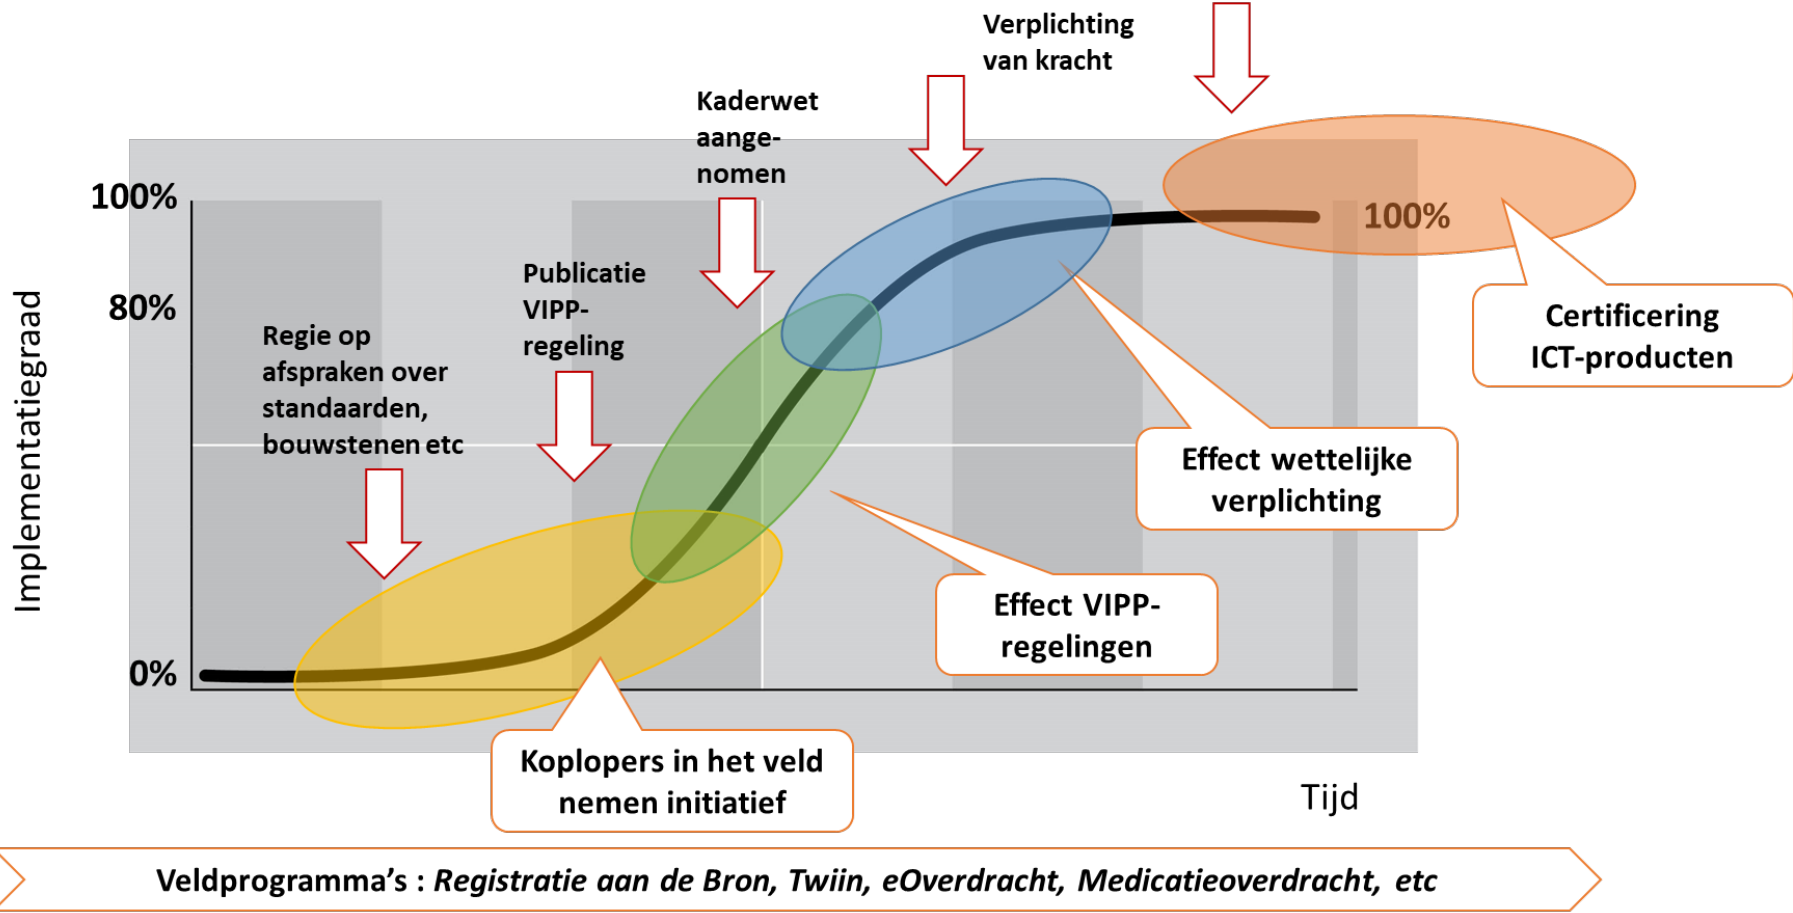 Verplichting
van kracht
Kaderwet
aange-
nomen
100%
100%
Publicatie
VIPP-
regeling
80%
Regie op
afspraken over
standaarden,
bouwstenen etc
Certificering
ICT-producten
Implementatiegraad
Effect wettelijke
verplichting
Effect VIPP-
regelingen
0%
Koplopers in het veld
nemen initiatief
Tijd
Veldprogramma’s : Registratie aan de Bron, Twiin, eOverdracht, Medicatieoverdracht, etc